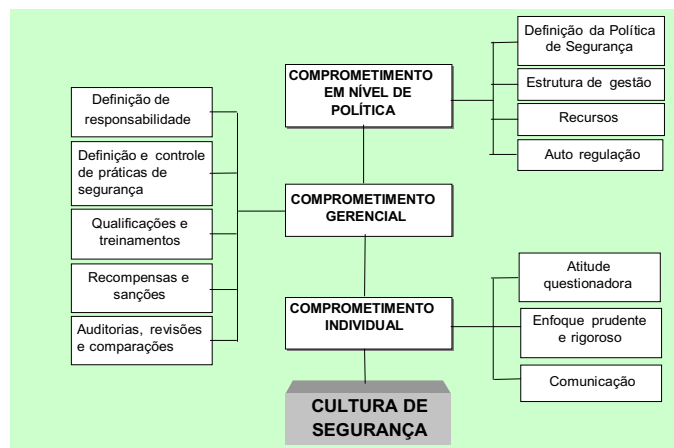 COMPROMETIMENTO
EM NÍVEL DE
POLÍTICA
Definição da Política
de Segurança
Estrutura de gestão
Recursos
Auto regulação
Definição de
responsabilidade
Definição e controle
de práticas de
segurança
Qualificações e
treinamentos
Recompensas e
sanções
Auditorias, revisões
e comparações
COMPROMETIMENTO
GERENCIAL
COMPROMETIMENTO
INDIVIDUAL
Atitude
questionadora
Enfoque prudente
e rigoroso
Comunicação
CULTURA DE
SEGURANÇA